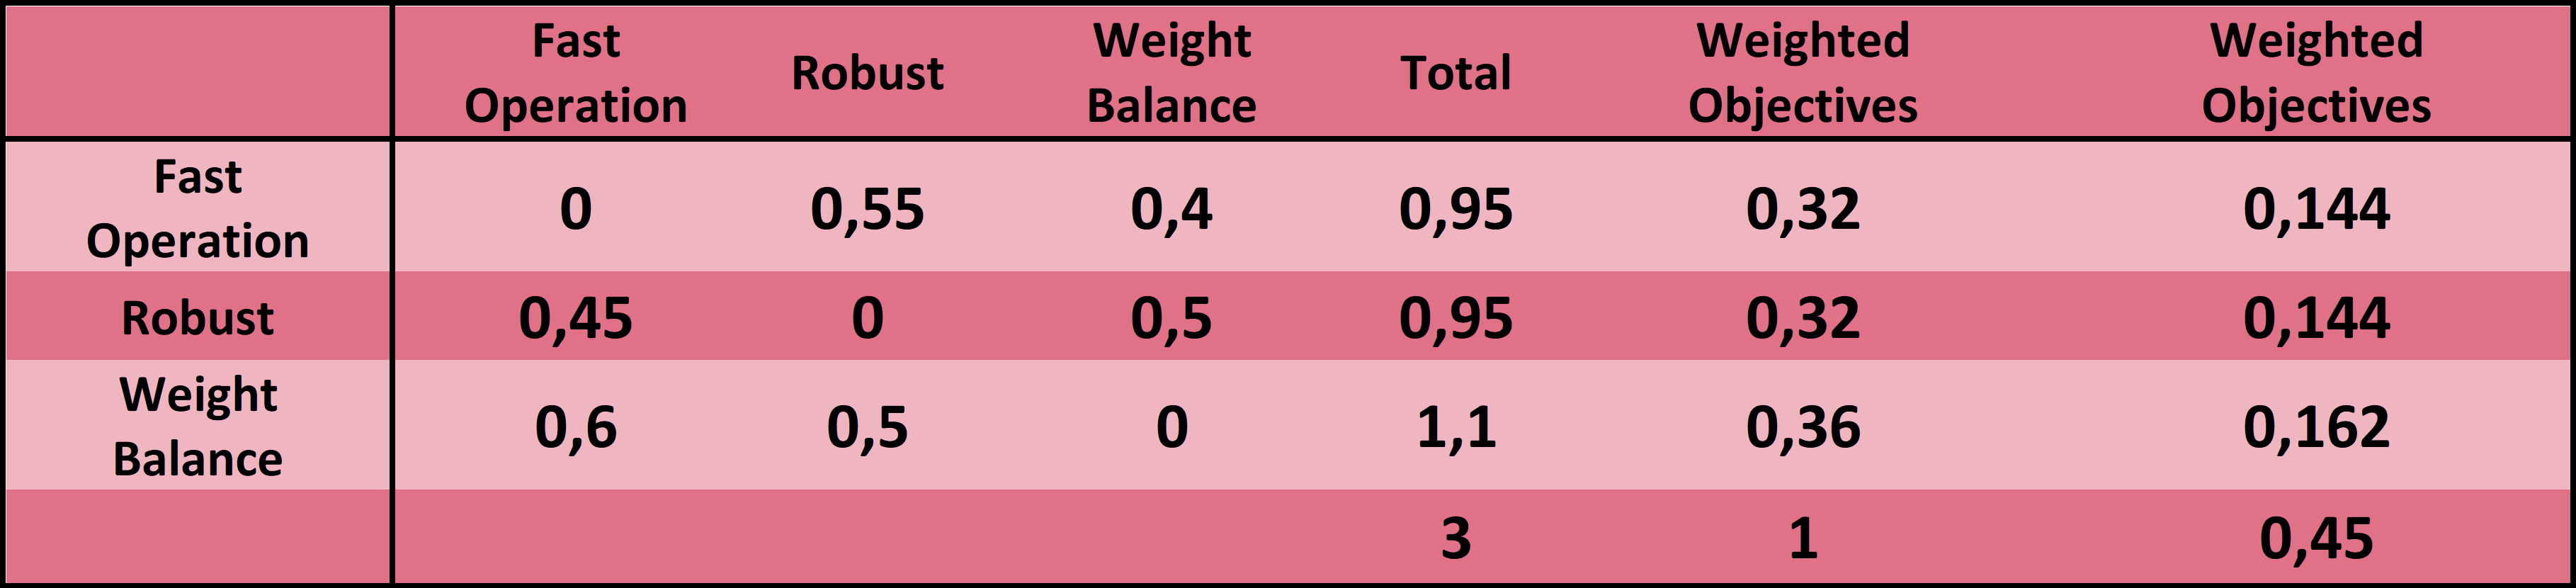 Fast Operation Robust Weight Balance Total Weighted Objectives Weighted Objectives
Fast Operation 0 0,55 0,4 0,95 0,32 0,144
Robust 0,45 0 0,5 0,95 0,32 0,144
Weight Balance 0,6 0,5 0 1,1 0,36 0,162
3 1 0,45